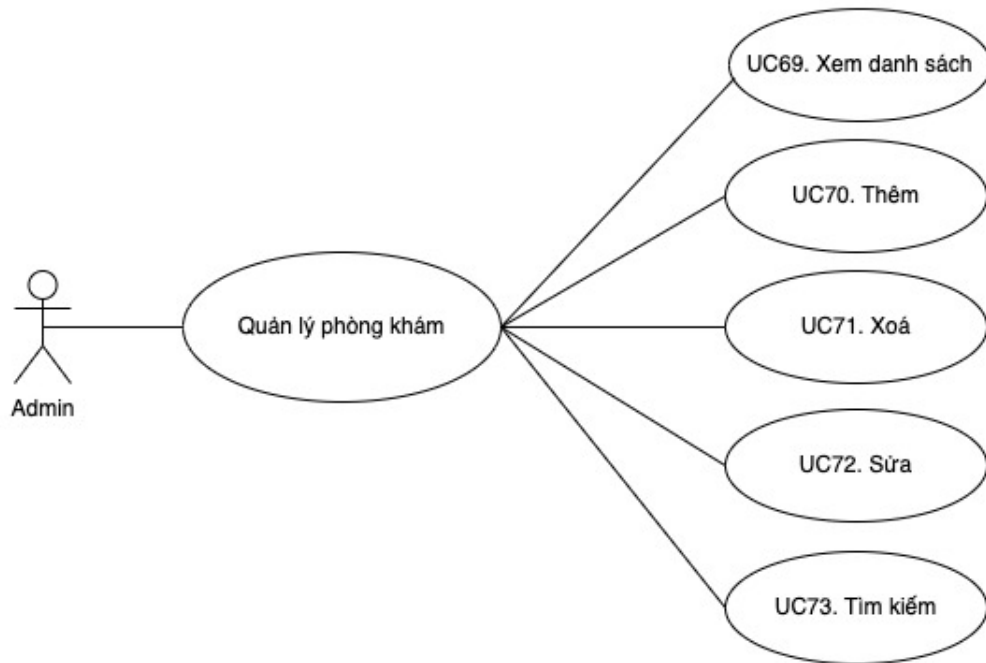 UC69. Xem danh sách
UC70. Thêm
Quản lý phòng khám
UC71. Xoá
Admin
UC72. Sửa
UC73. Tìm kiếm